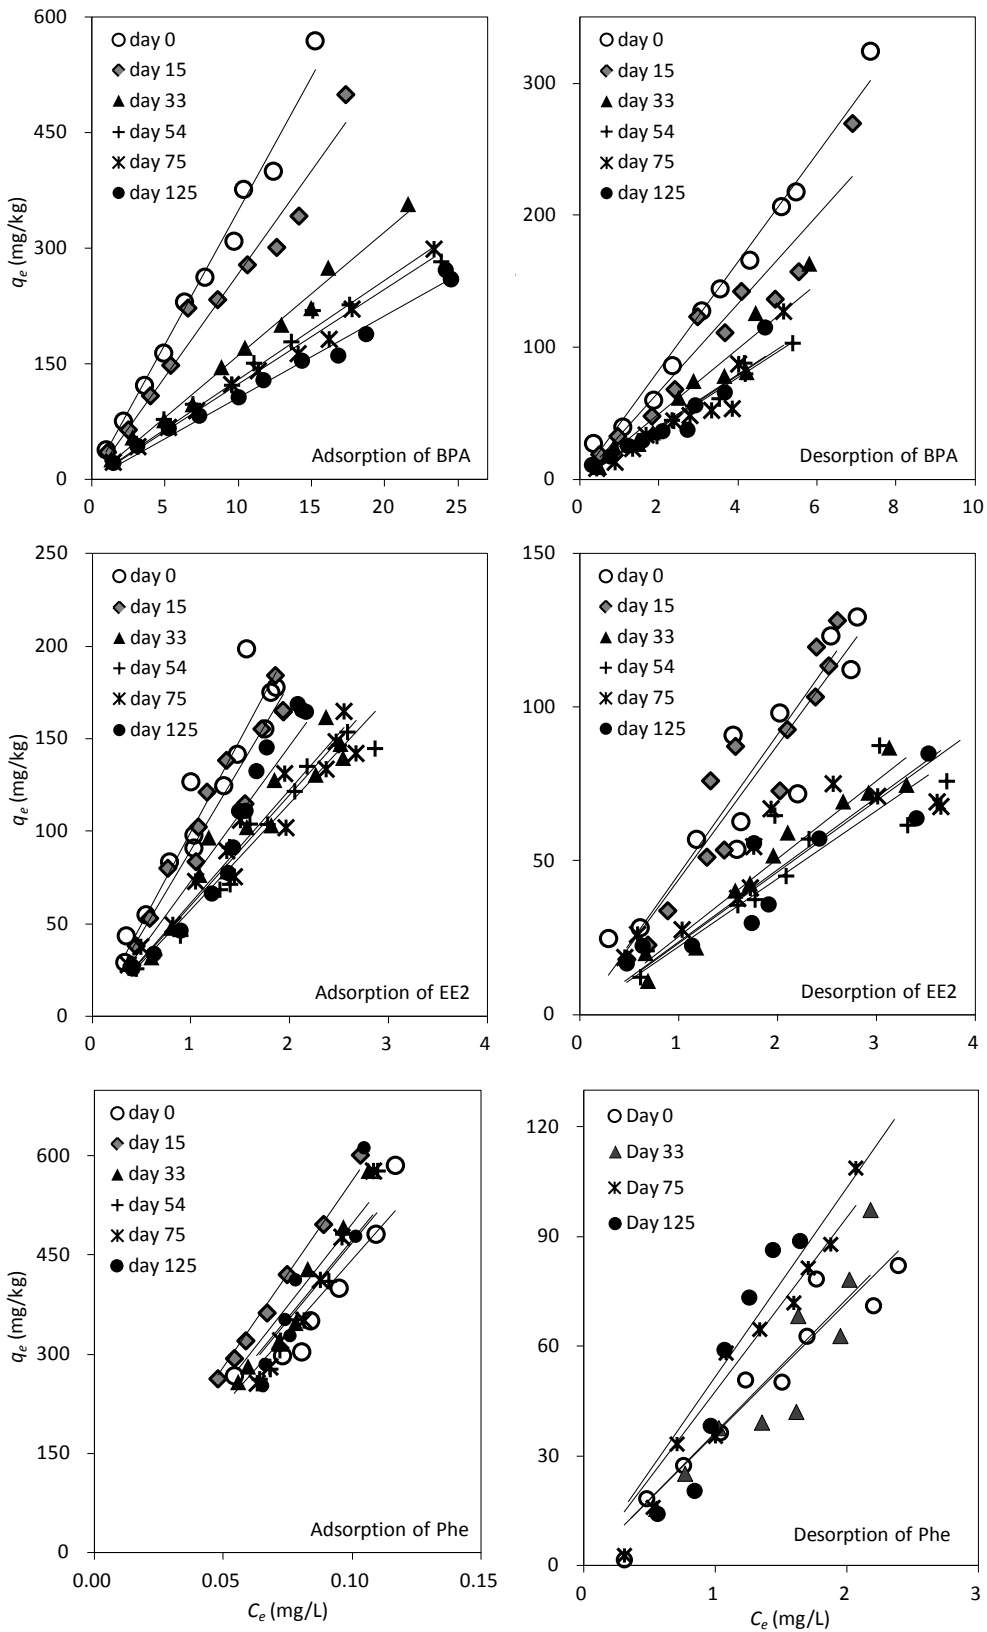 600
450
300
150
0
qe (mg/kg)
day 0
day 15
day 33
day 54
day 75
day 125
Adsorption of BPA
0 5 10 15 20 25
300
200
100
0
day 0
day 15
day 33
day 54
day 75
day 125
Desorption of BPA
0 2 4 6 8 10
250
200
150
100
50
0
qe (mg/kg)
day 0
day 15
day 33
day 54
day 75
day 125
Adsorption of EE2
0 1 2 3 4
150
100
50
0
day 0
day 15
day 33
day 54
day 75
day 125
Desorption of EE2
0 1 2 3 4
600
450
300
150
0
qe (mg/kg)
day 0
day 15
day 33
day 54
day 75
day 125
Adsorption of Phe
0.00 0.05 0.10 0.15
Ce (mg/L)
120
90
60
30
0
Day 0
Day 33
Day 75
Day 125
Desorption of Phe
0 1 2 3
Ce (mg/L)